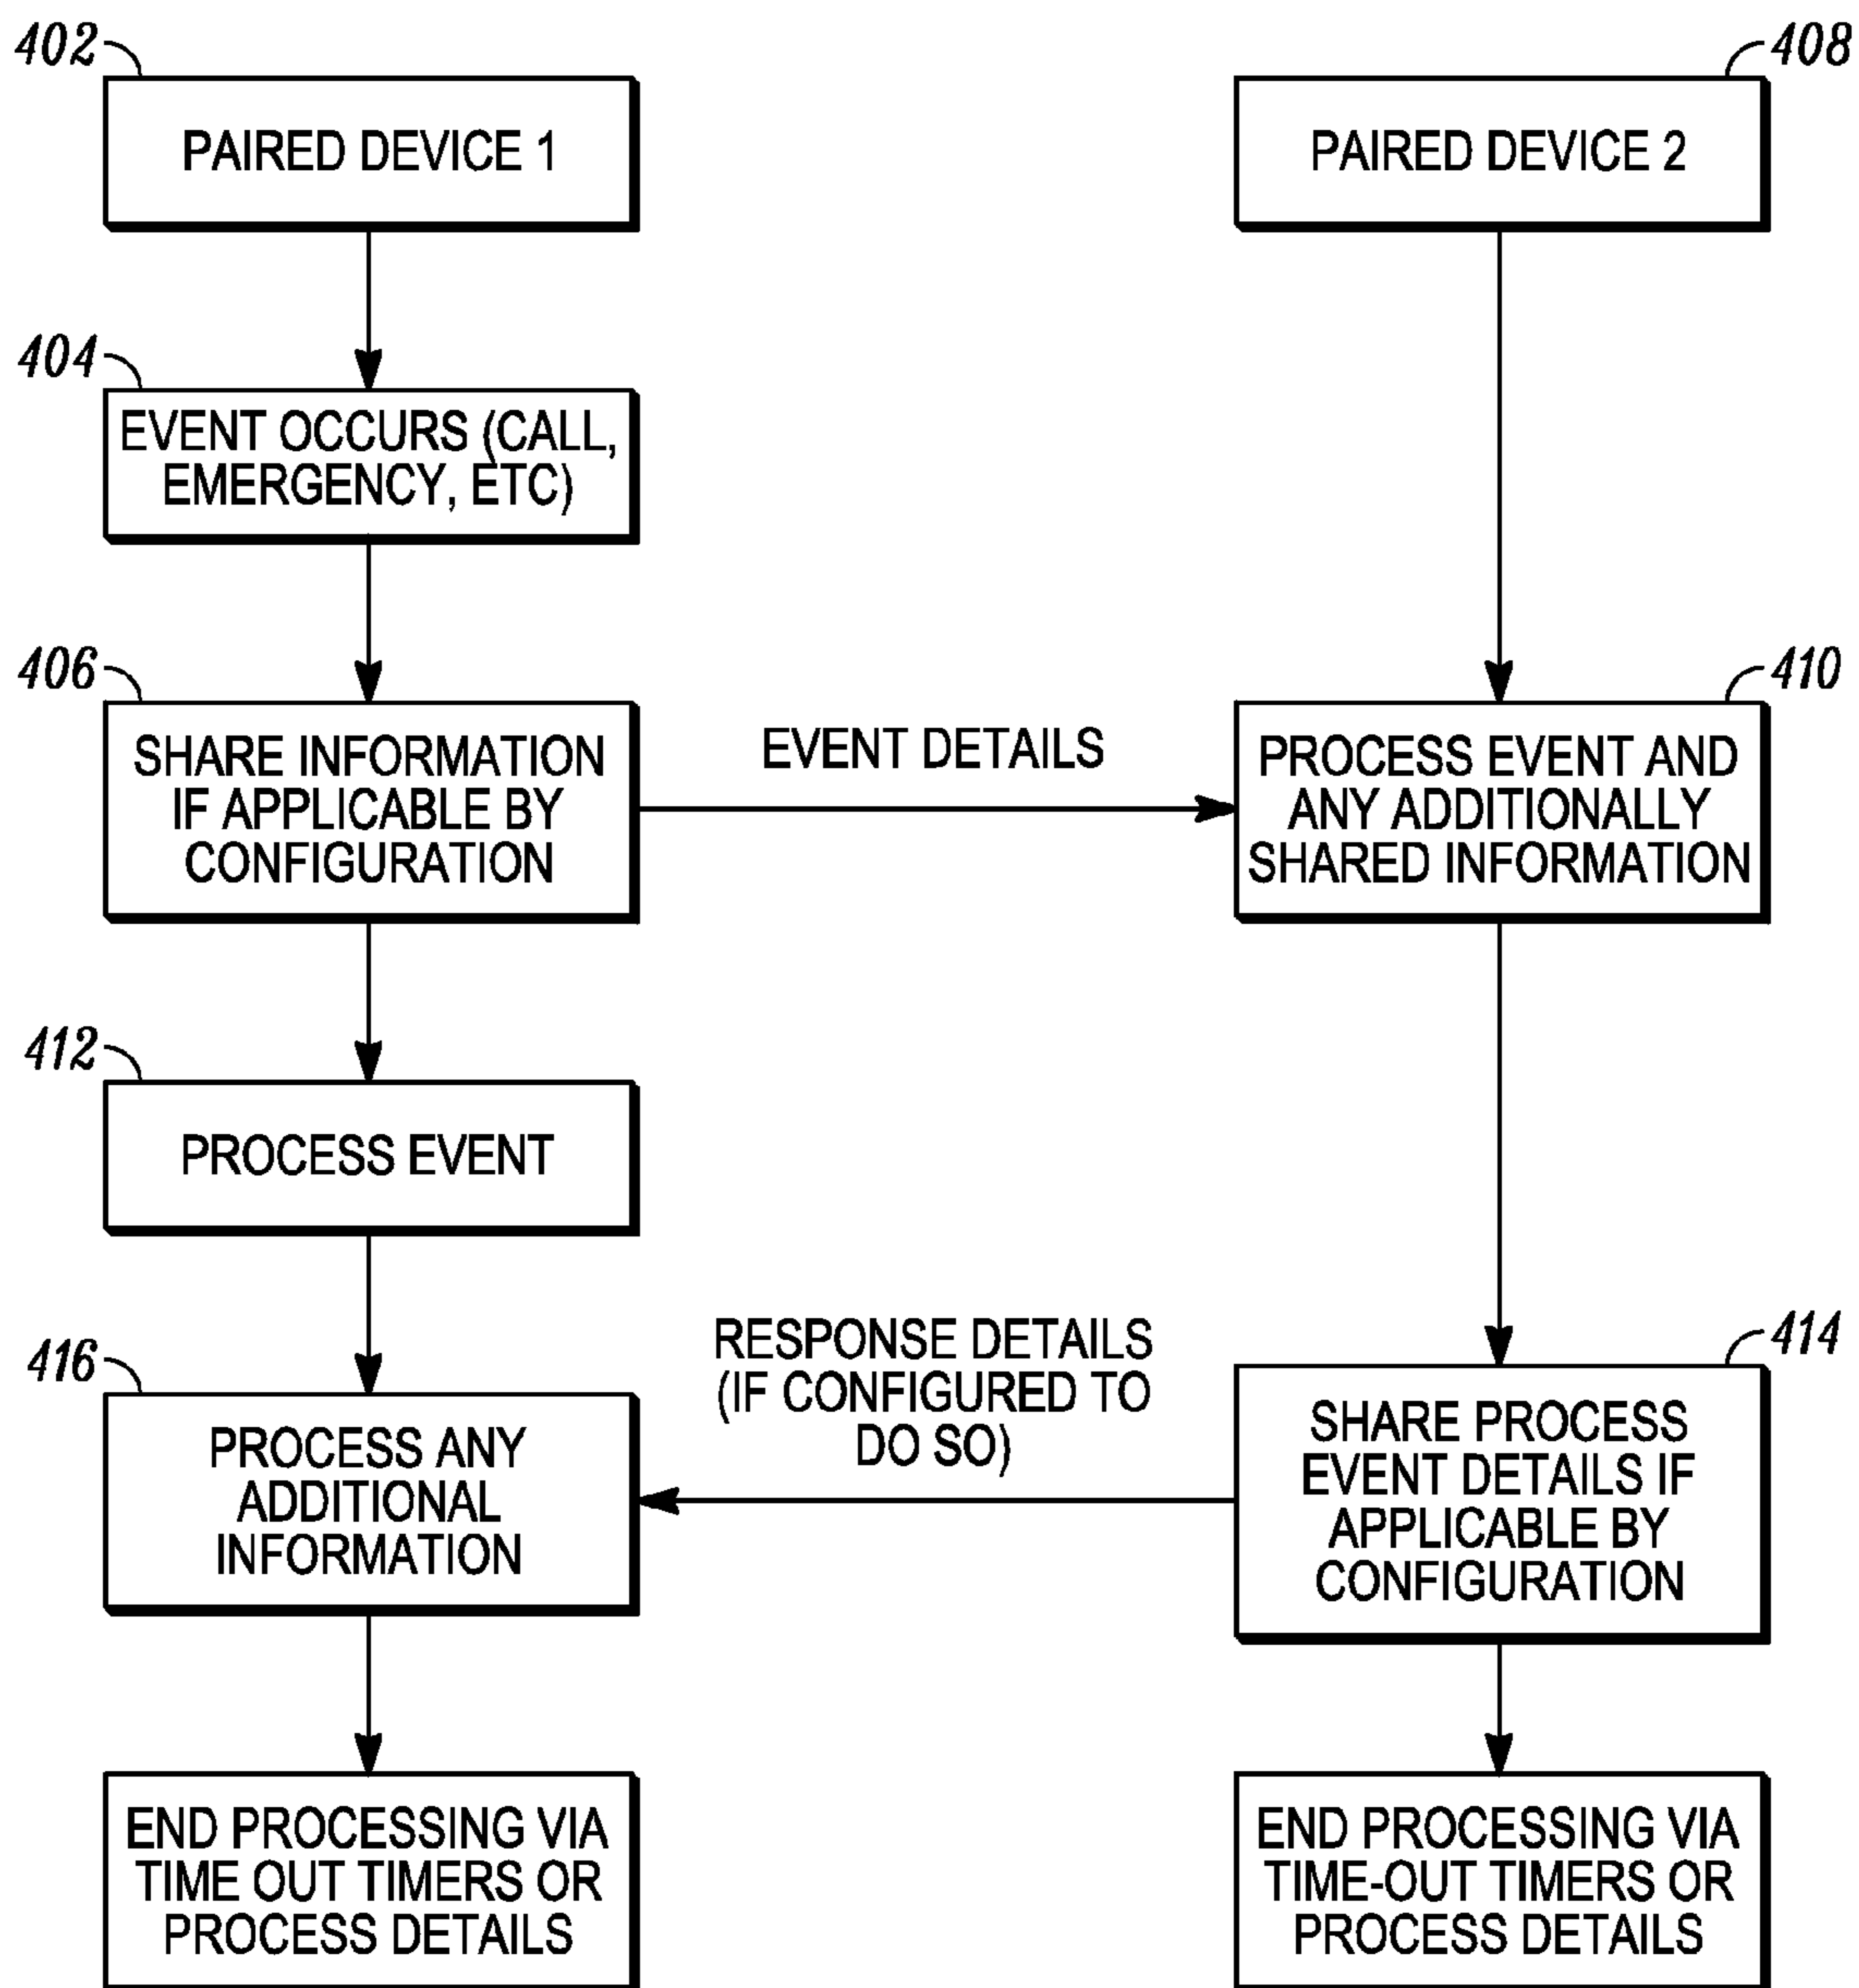 402
PAIRED DEVICE 1
408
PAIRED DEVICE 2
404
EVENT OCCURS (CALL,
EMERGENCY, ETC)
406
SHARE INFORMATION
IF APPLICABLE BY
CONFIGURATION
EVENT DETAILS
410
PROCESS EVENT AND
ANY ADDITIONALLY
SHARED INFORMATION
412
PROCESS EVENT
416
PROCESS ANY
ADDITIONAL
INFORMATION
RESPONSE DETAILS
(IF CONFIGURED TO
DO SO)
414
SHARE PROCESS
EVENT DETAILS IF
APPLICABLE BY
CONFIGURATION
END PROCESSING VIA
TIME OUT TIMERS OR
PROCESS DETAILS
END PROCESSING VIA
TIME-OUT TIMERS OR
PROCESS DETAILS